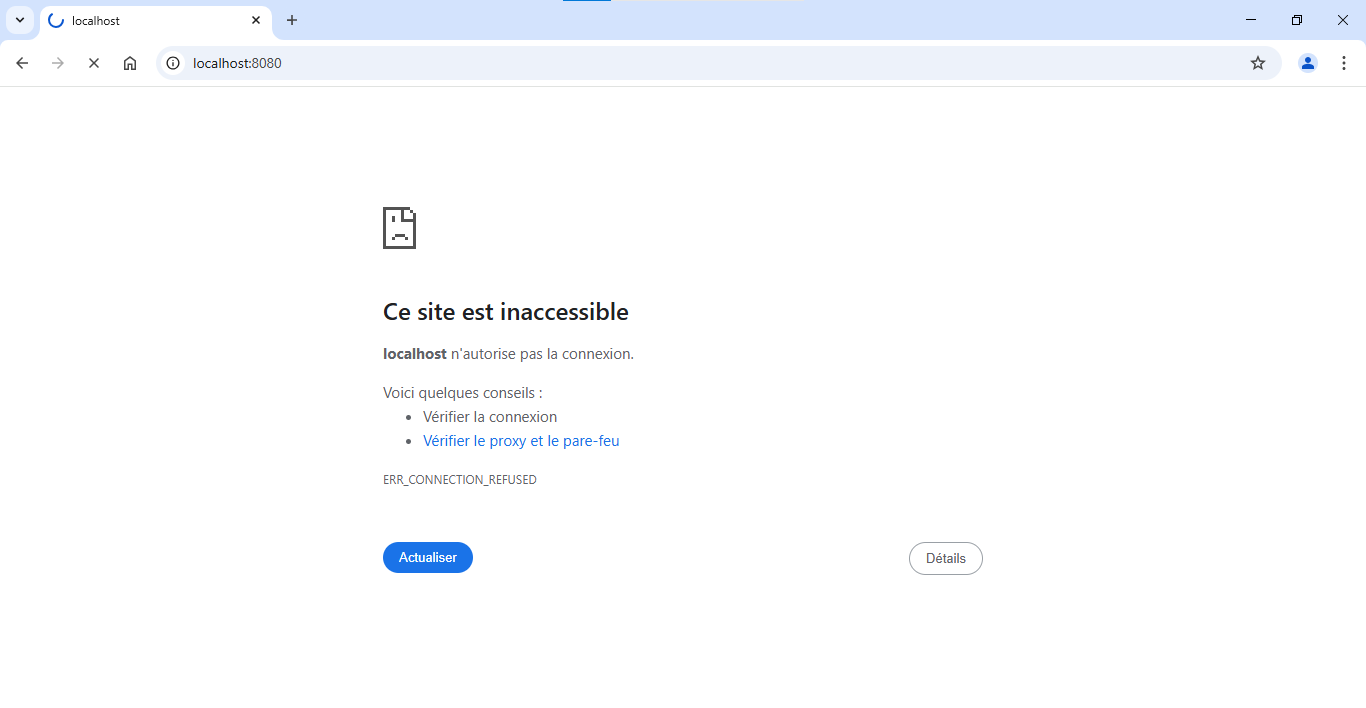 localhost
localhost:8080
Ce site est inaccessible
localhost n'autorise pas la connexion.
Voici quelques conseils :
Vérifier la connexion
Vérifier le proxy et le pare-feu
ERR_CONNECTION_REFUSED
Actualiser
Détails